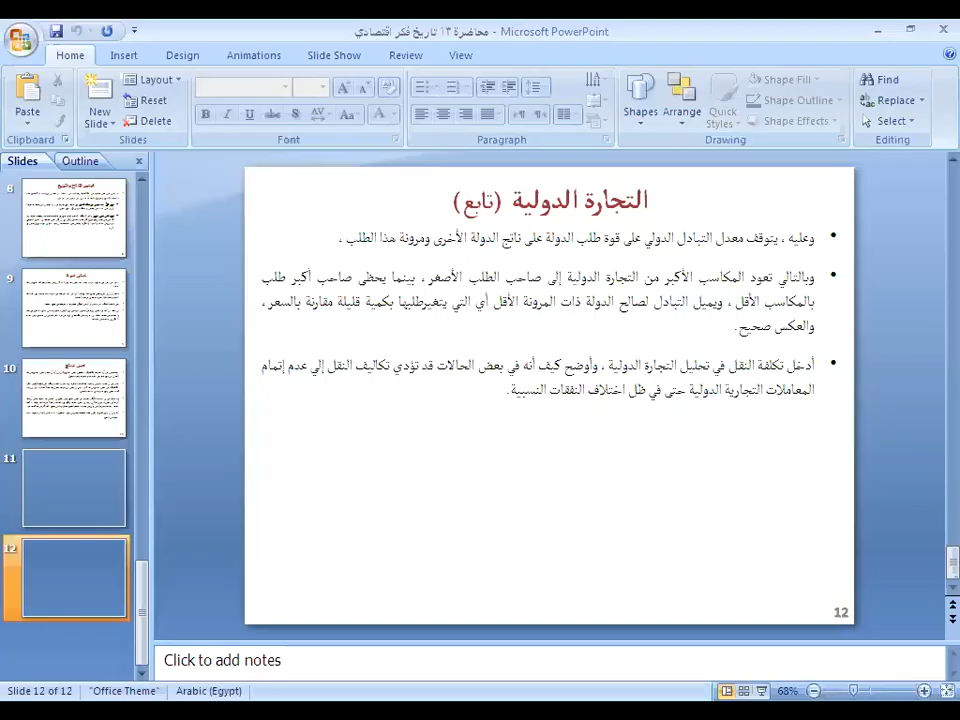 محاضرة ١٣ تاريخ فكر اقتصادي - Microsoft PowerPoint
Home Insert Design Animations Slide Show Review View
Paste
Clipboard
New Slide
Layout
Reset
Delete
Slides
B I U abc S AV Aa A
Font
Paragraph
Shapes
Arrange
Quick Styles
Shape Fill
Shape Outline
Shape Effects
Drawing
Find
Replace
Select
Editing
Slides Outline
8
9
10
11
12
التجارة الدولية (تابع)
• وعليه ، يتوقف معدل التبادل الدولي على قوة طلب الدولة على ناتج الدولة الأخرى ومرونة هذا الطلب ،
• وبالتالي تعود المكاسب الأكبر من التجارة الدولية إلى صاحب الطلب الأصغر ، بينما يحظى صاحب أكبر طلب
بالمكاسب الأقل ، ويميل التبادل لصالح الدولة ذات المرونة الأقل أي التي يتغيرطلبها بكمية قليلة مقارنة بالسعر ،
والعكس صحيح.
• أدخل تكلفة النقل في تحليل التجارة الدولية ، وأوضح كيف أنه في بعض الحالات قد تؤدي تكاليف النقل إلي عدم إتمام
المعاملات التجارية الدولية حتى في ظل اختلاف النفقات النسبية.
12
Click to add notes
Slide 12 of 12 "Office Theme" Arabic (Egypt) 68%